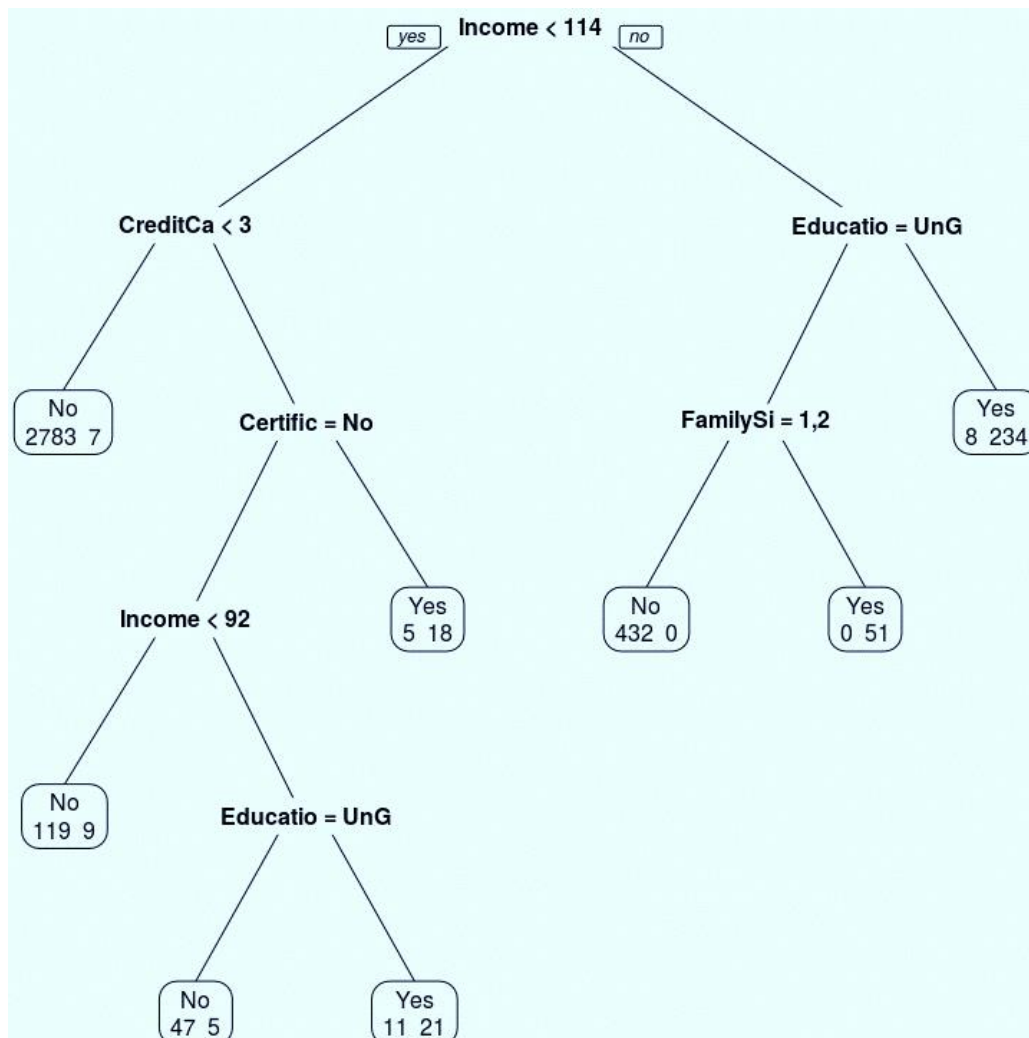 yes Income < 114 no
CreditCa < 3
Educatio = UnG
No
2783 7
Certific = No
FamilySi = 1,2
Yes
8 234
Income < 92
Yes
5 18
No
432 0
Yes
0 51
No
119 9
Educatio = UnG
No
47 5
Yes
11 21